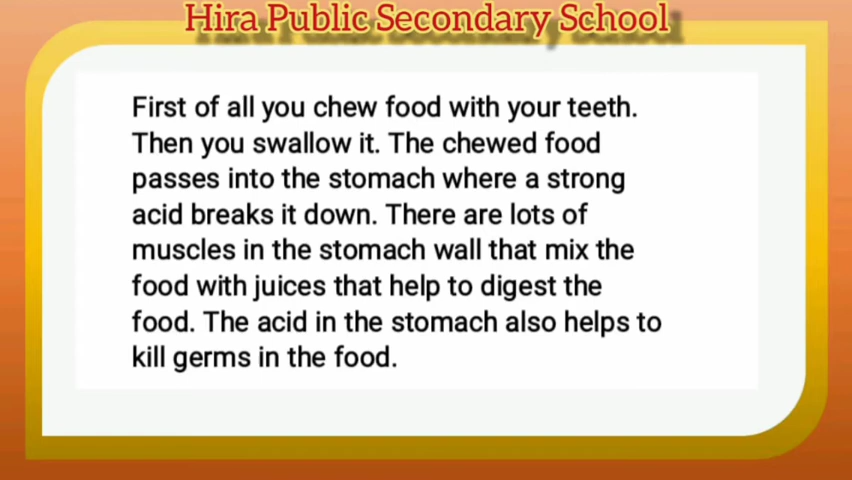 Hira Public Secondary School
First of all you chew food with your teeth.
Then you swallow it. The chewed food
passes into the stomach where a strong
acid breaks it down. There are lots of
muscles in the stomach wall that mix the
food with juices that help to digest the
food. The acid in the stomach also helps to
kill germs in the food.